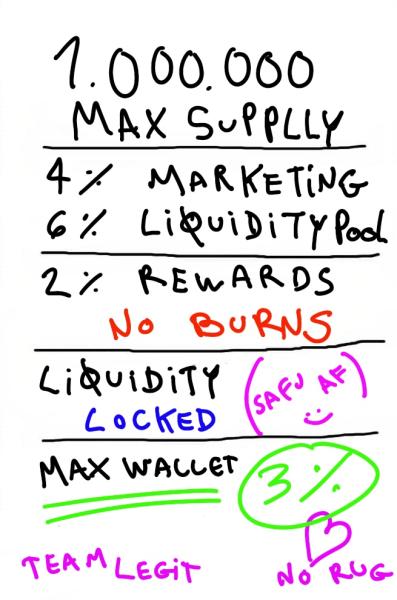 1.000.000
MAX SUPPLLY
4% MARKETiNG
6% LiQUiDiTY Pool
2% REWARDS
No BURNS
LiQUiDiTY
LOCKED
(SAFU AF)
MAX WALLET
3%
TEAM LEGiT
NO RUG